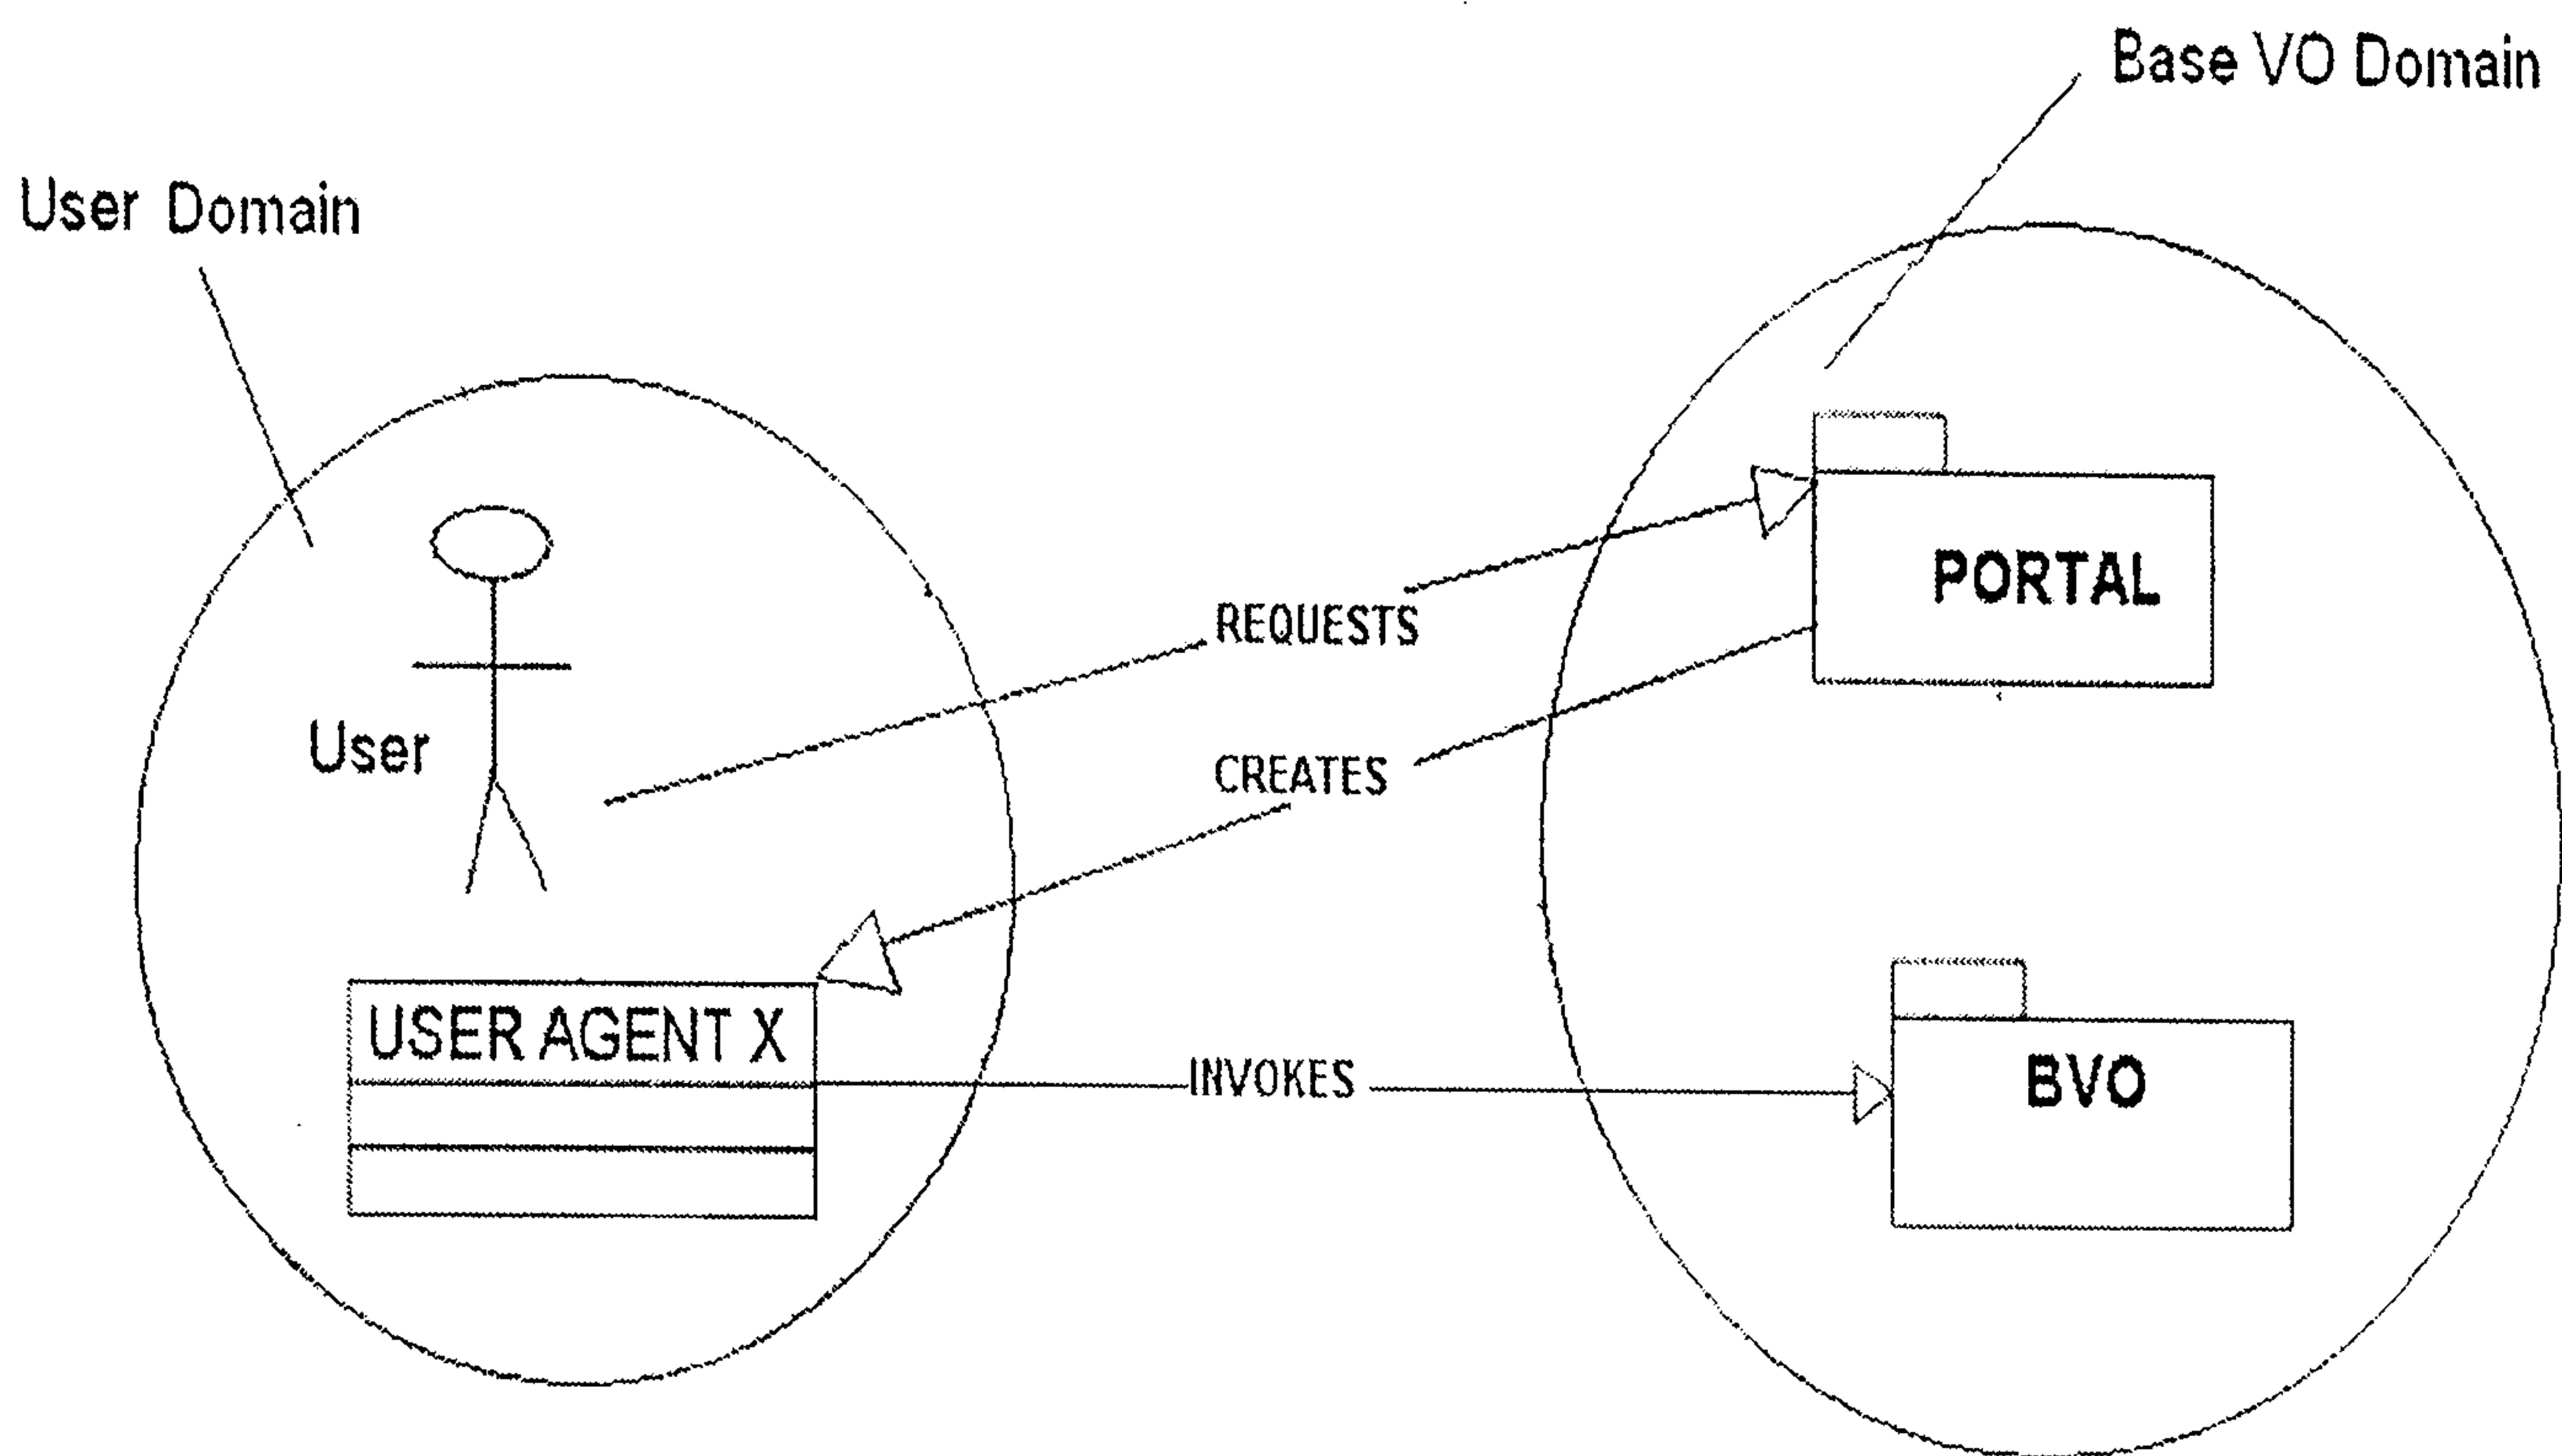 Base VO Domain
User Domain
PORTAL
REQUESTS
User
CREATES
USER AGENT X
INVOKES
BVO